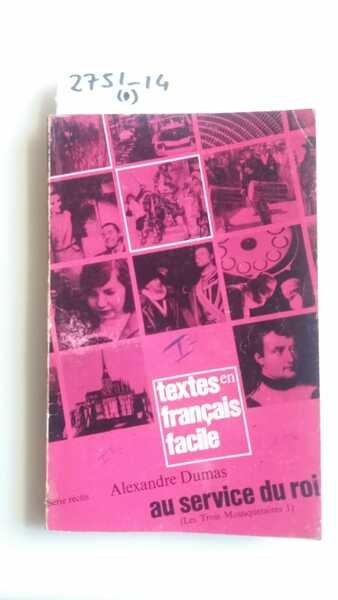 2751-14
(0)
textes en
français
facile
Alexandre Dumas
Série récits
au service du roi
(Les Trois Mousquetaires 1)